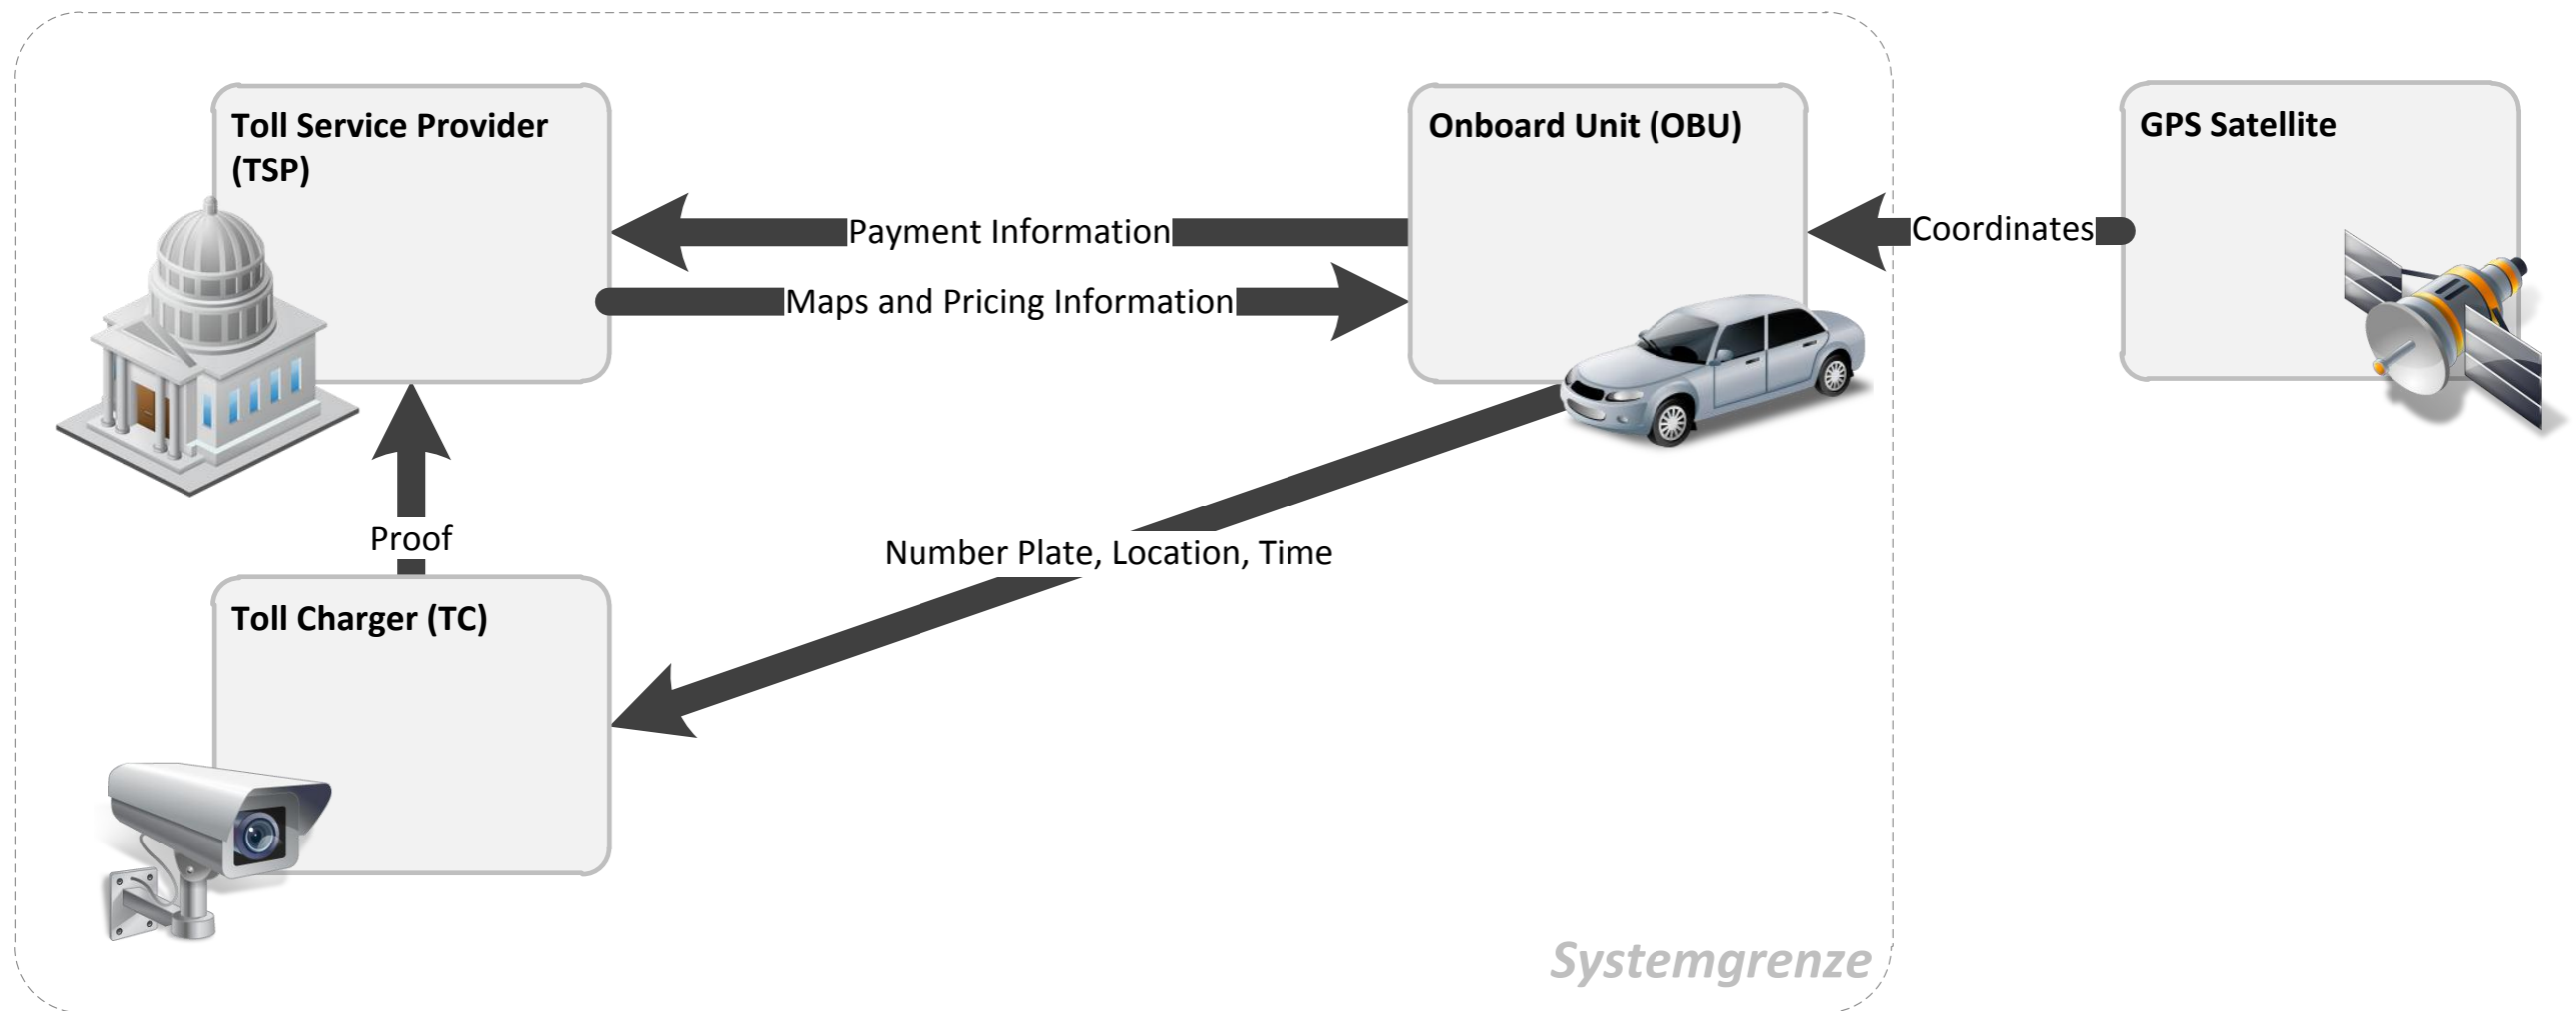 Toll Service Provider
(TSP)
Onboard Unit (OBU)
GPS Satellite
Payment Information
Coordinates
Maps and Pricing Information
Proof
Number Plate, Location, Time
Toll Charger (TC)
Systemgrenze